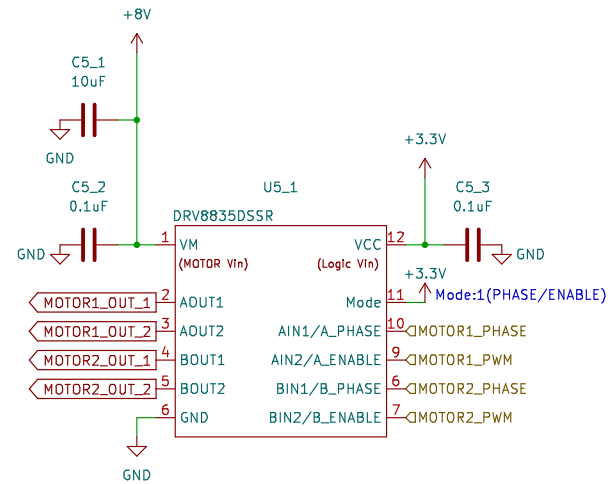 +8V
C5_1
10uF
GND
+3.3V
C5_2
0.1uF
U5_1
C5_3
0.1uF
DRV8835DSSR
GND
1
VM
(MOTOR Vin)
VCC
(Logic Vin)
12
GND
+3.3V
Mode:1(PHASE/ENABLE)
MOTOR1_OUT_1
2
AOUT1
Mode
11
MOTOR1_OUT_2
3
AOUT2
AIN1/A_PHASE
10
MOTOR1_PHASE
MOTOR2_OUT_1
4
BOUT1
AIN2/A_ENABLE
9
MOTOR1_PWM
MOTOR2_OUT_2
5
BOUT2
BIN1/B_PHASE
6
MOTOR2_PHASE
6
GND
BIN2/B_ENABLE
7
MOTOR2_PWM
GND